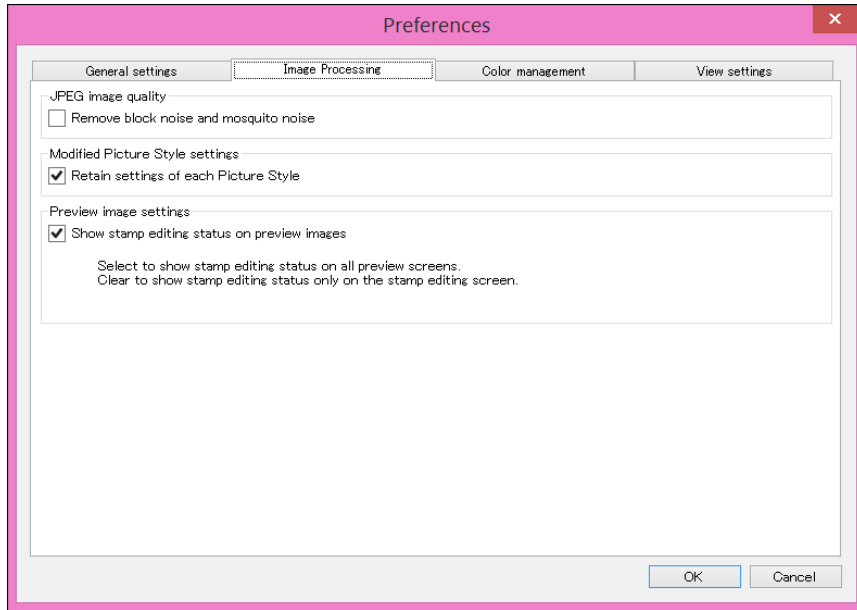 Preferences
General settings
Image Processing
Color management
View settings
JPEG image quality
Remove block noise and mosquito noise
Modified Picture Style settings
Retain settings of each Picture Style
Preview image settings
Show stamp editing status on preview images
Select to show stamp editing status on all preview screens.
Clear to show stamp editing status only on the stamp editing screen.
OK
Cancel